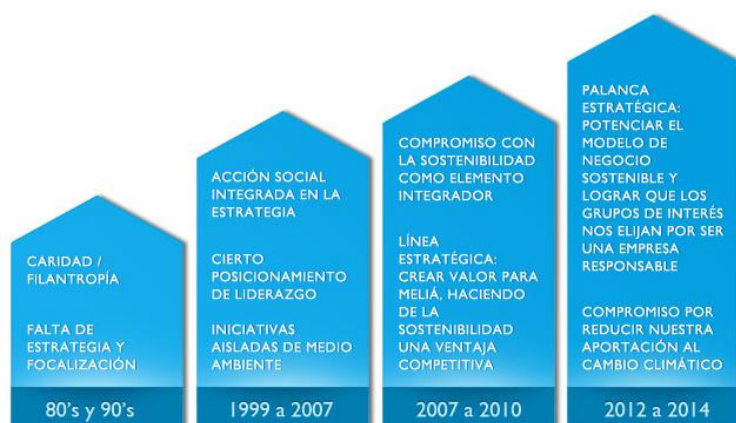 CARIDAD /
FILANTROPÍA
FALTA DE
ESTRATEGIA Y
FOCALIZACIÓN
80's y 90's
ACCIÓN SOCIAL
INTEGRADA EN LA
ESTRATEGIA
CIERTO
POSICIONAMIENTO
DE LIDERAZGO
INICIATIVAS
AISLADAS DE MEDIO
AMBIENTE
1999 a 2007
COMPROMISO CON
LA SOSTENIBILIDAD
COMO ELEMENTO
INTEGRADOR
LÍNEA
ESTRATÉGICA:
CREAR VALOR PARA
MELIÁ, HACIENDO
DE LA
SOSTENIBILIDAD
UNA VENTAJA
COMPETITIVA
2007 a 2010
PALANCA
ESTRATÉGICA:
POTENCIAR EL
MODELO DE
NEGOCIO
SOSTENIBLE Y
LOGRAR QUE LOS
GRUPOS DE INTERÉS
NOS ELIJAN POR SER
UNA EMPRESA
RESPONSABLE
COMPROMISO POR
REDUCIR NUESTRA
APORTACIÓN AL
CAMBIO CLIMÁTICO
2012 a 2014